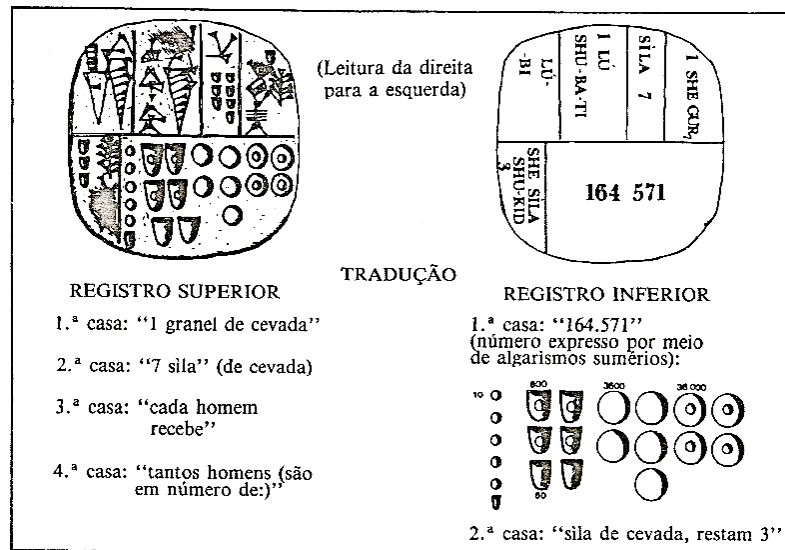 (Leitura da direita
para a esquerda)
LÚ-
-BI
1 LÚ
SHU-BA-TI
SÌLA 7
1 SHE GUR,
SHE SÌLA
SHU-KID
3
164 571
TRADUÇÃO
REGISTRO SUPERIOR
1.ª casa: “1 granel de cevada”
2.ª casa: “7 sìla” (de cevada)
3.ª casa: “cada homem
recebe”
4.ª casa: “tantos homens (são
em número de:)”
REGISTRO INFERIOR
1.ª casa: “164.571”
(número expresso por meio
de algarismos sumérios):
10
600
3600
36 000
60
2.ª casa: “sìla de cevada, restam 3”